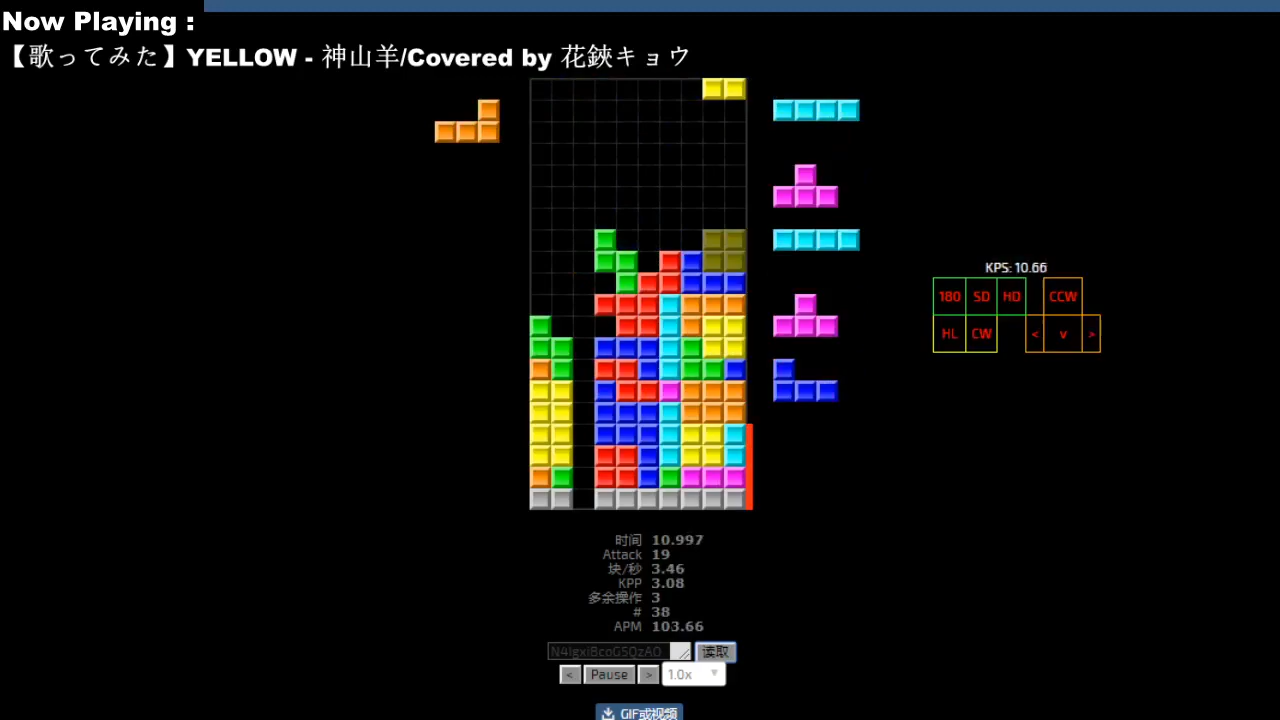 Now Playing :
【歌ってみた】YELLOW - 神山羊/Covered by 花鋏キョウ
KPS: 10.66
180 SD HD CCW
HL CW < v >
时间 10.997
Attack 19
块/秒 3.46
KPP 3.08
多余操作 3
# 38
APM 103.66
N4IgxiBcoG5QzAO 读取
< Pause > 1.0x
GIF或视频